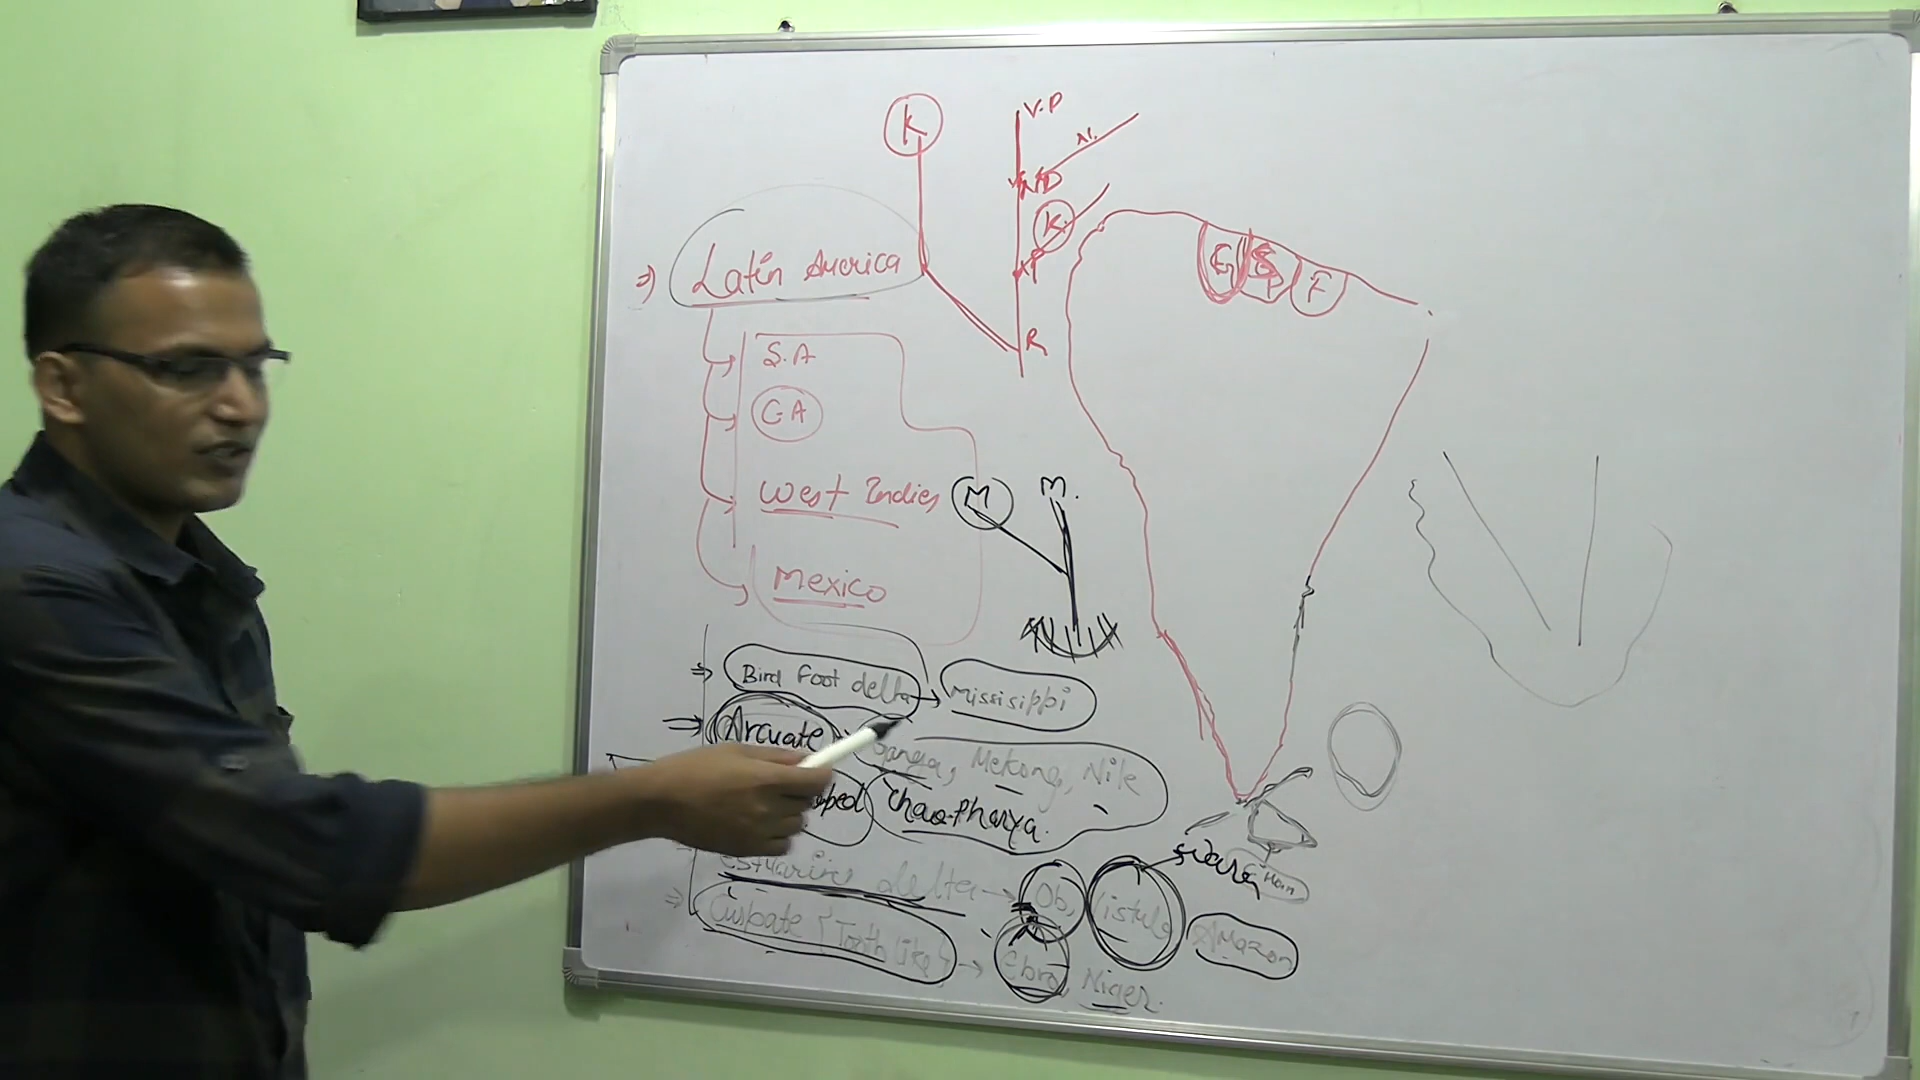 K
V.P
N.D
K.
R
G
F
⇒ Latin America
S.A
C.A
West Indies
Mexico
M
M.
⇒ Bird Foot delta → Mississippi
⇒ Arcuate Ganga, Mekong, Nile
Chao-Phraya.
estuarine delta → Ob, Vistula Amazon
⇒ Cuspate {Tooth like} → Ebro, Niger.